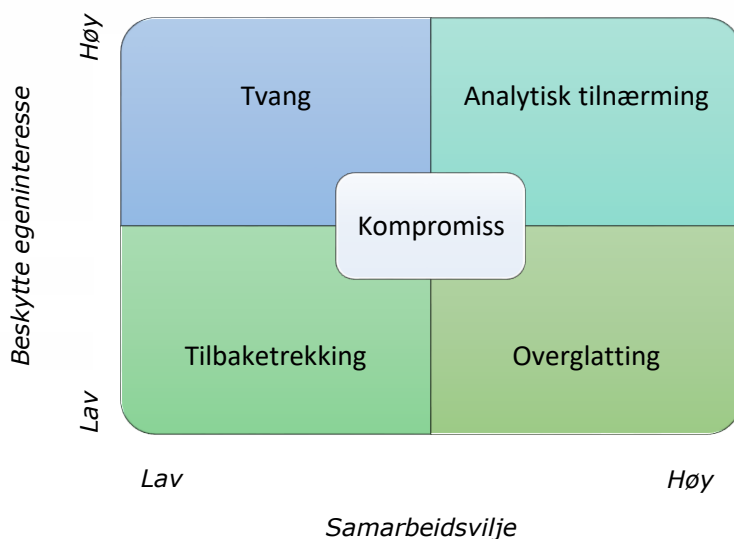 Høy
Tvang
Analytisk tilnærming
Beskytte egeninteresse
Kompromiss
Tilbaketrekking
Overglatting
Lav
Lav
Høy
Samarbeidsvilje